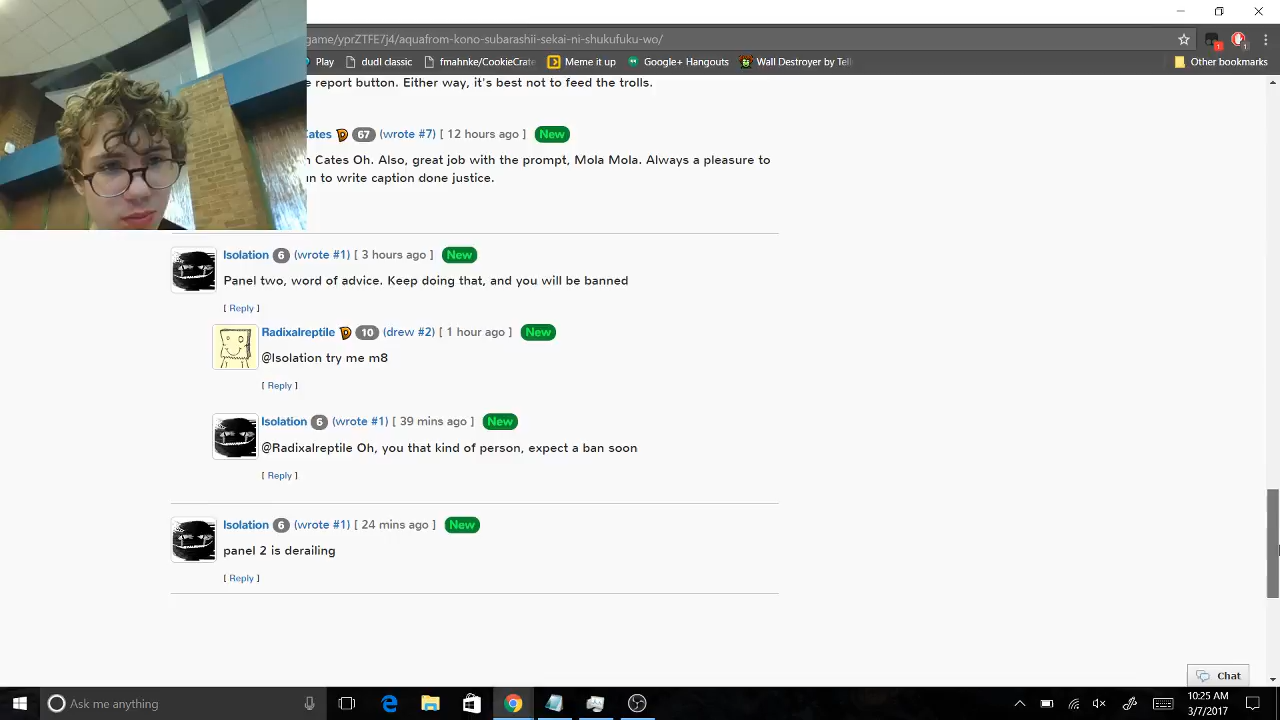 game/yprZTFE7j4/aquafrom-kono-subarashii-sekai-ni-shukufuku-wo/
Play dudl classic fmahnke/CookieCrate Meme it up Google+ Hangouts Wall Destroyer by Tell Other bookmarks
e report button. Either way, it's best not to feed the trolls.
Cates 67 (wrote #7) [ 12 hours ago ] New
Cates Oh. Also, great job with the prompt, Mola Mola. Always a pleasure to
to write caption done justice.
Isolation 6 (wrote #1) [ 3 hours ago ] New
Panel two, word of advice. Keep doing that, and you will be banned
[ Reply ]
Radixalreptile D 10 (drew #2) [ 1 hour ago ] New
@Isolation try me m8
[ Reply ]
Isolation 6 (wrote #1) [ 39 mins ago ] New
@Radixalreptile Oh, you that kind of person, expect a ban soon
[ Reply ]
Isolation 6 (wrote #1) [ 24 mins ago ] New
panel 2 is derailing
[ Reply ]
Chat
Ask me anything
10:25 AM
3/7/2017